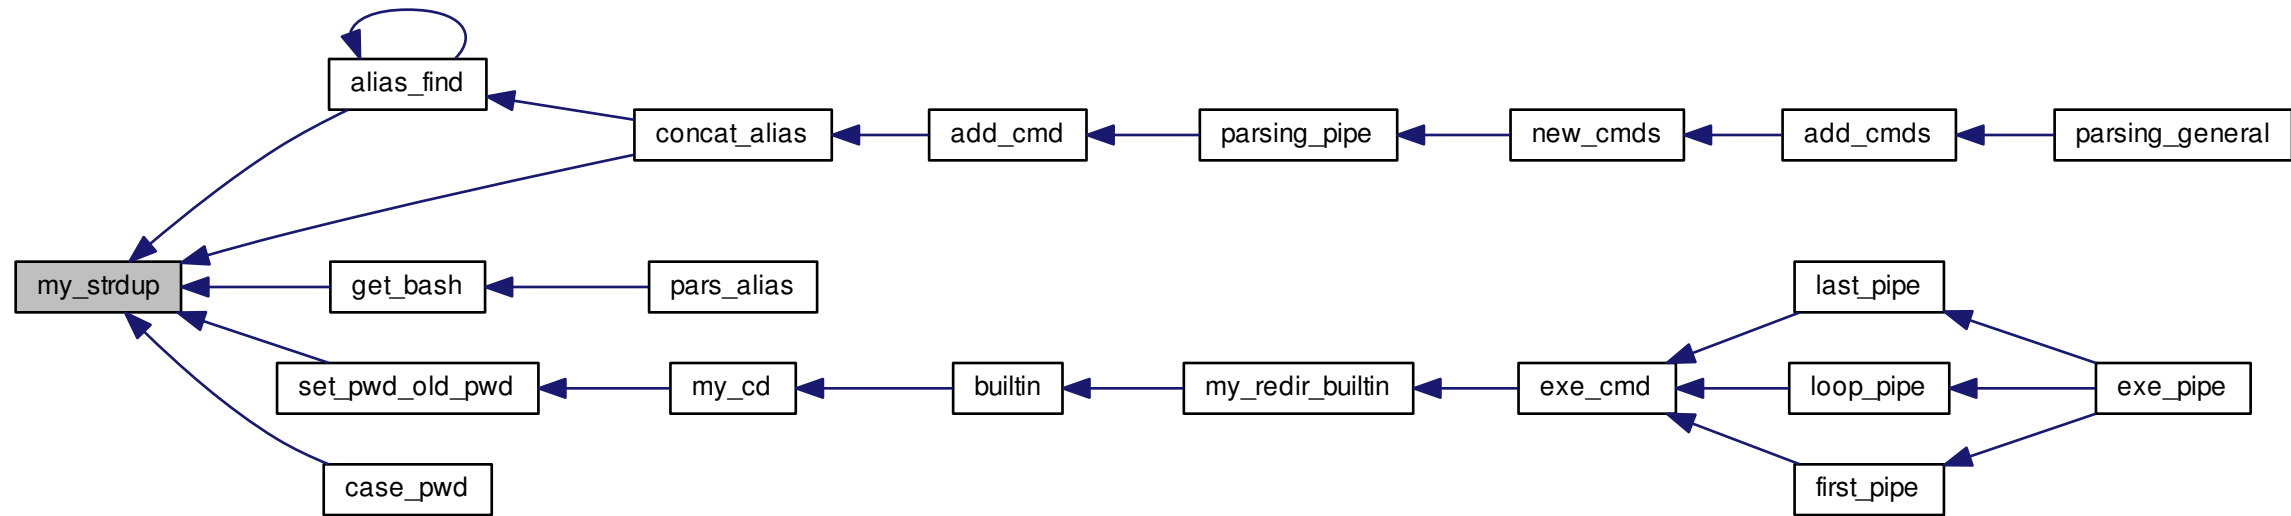 alias_find
concat_alias
add_cmd
parsing_pipe
new_cmds
add_cmds
parsing_general
my_strdup
get_bash
pars_alias
last_pipe
set_pwd_old_pwd
my_cd
builtin
my_redir_builtin
exe_cmd
loop_pipe
exe_pipe
case_pwd
first_pipe